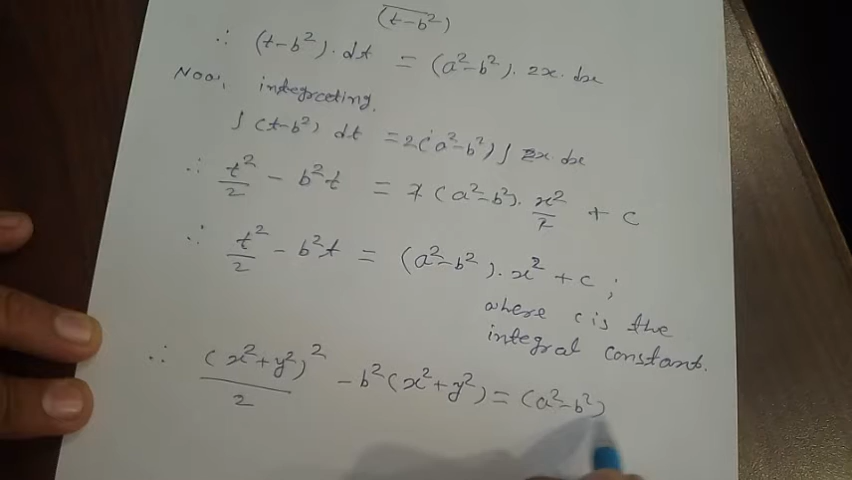 (t-b²)
∴ (t-b²). dt = (a²-b²). 2x. dx
Now, integreeting,
∫ (t-b²) dt = 2(a²-b²) ∫ x dx
∴ t²/2 - b²t = 2 (a²-b²). x²/2 + c
∴ t²/2 - b²t = (a²-b²). x² + c ;
where c is the
integral constant.
∴ (x²+y²)²/2 - b²(x²+y²) = (a²-b²)